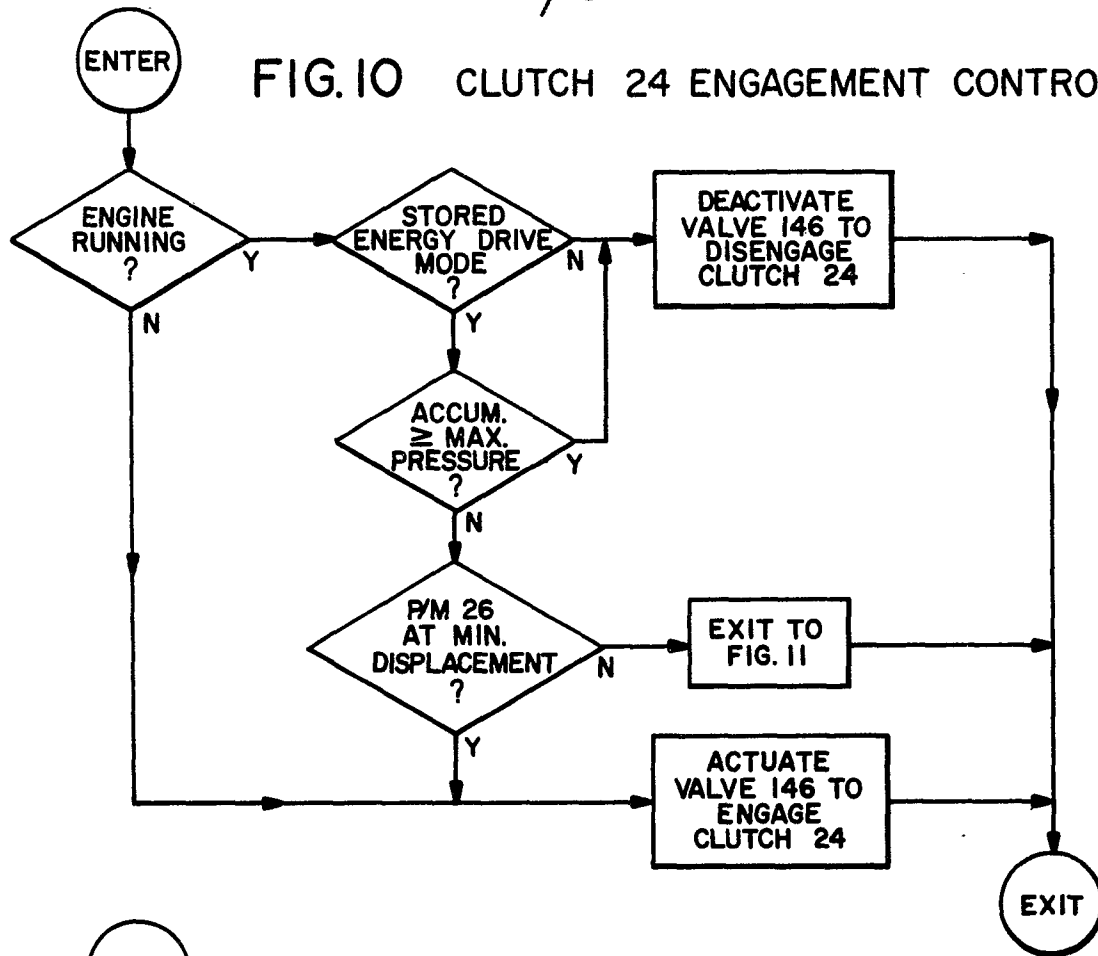 ENTER
FIG. 10 CLUTCH 24 ENGAGEMENT CONTRO
ENGINE
RUNNING
?
Y
N
STORED
ENERGY DRIVE
MODE
?
N
Y
DEACTIVATE
VALVE 146 TO
DISENGAGE
CLUTCH 24
ACCUM.
≥ MAX.
PRESSURE
?
Y
N
P/M 26
AT MIN.
DISPLACEMENT
?
N
Y
EXIT TO
FIG. 11
ACTUATE
VALVE 146 TO
ENGAGE
CLUTCH 24
EXIT